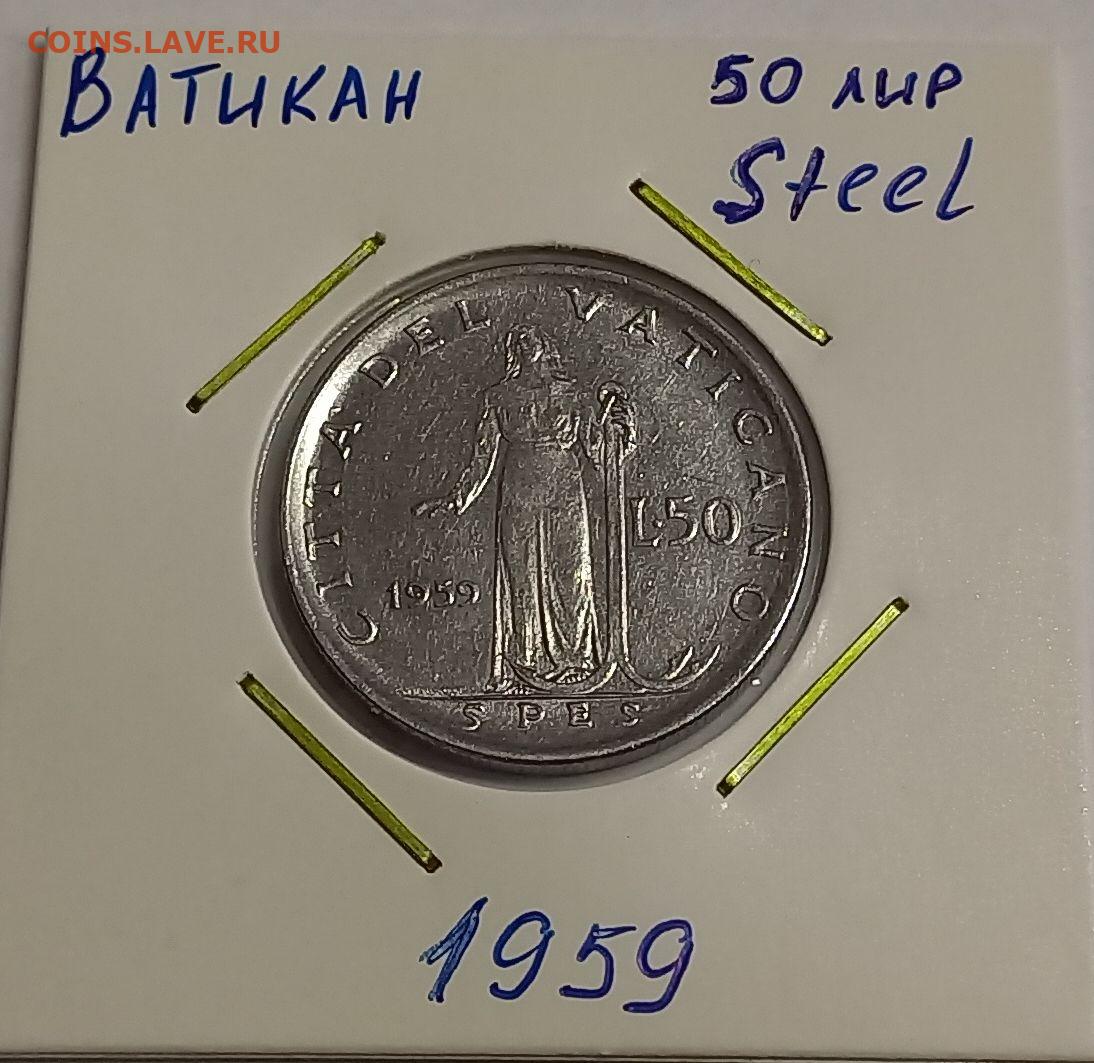 COINS.LAVE.RU
ВАТИКАН
50 лир
Steel
CITTA DEL VATICANO
L.50
1959
SPES
1959